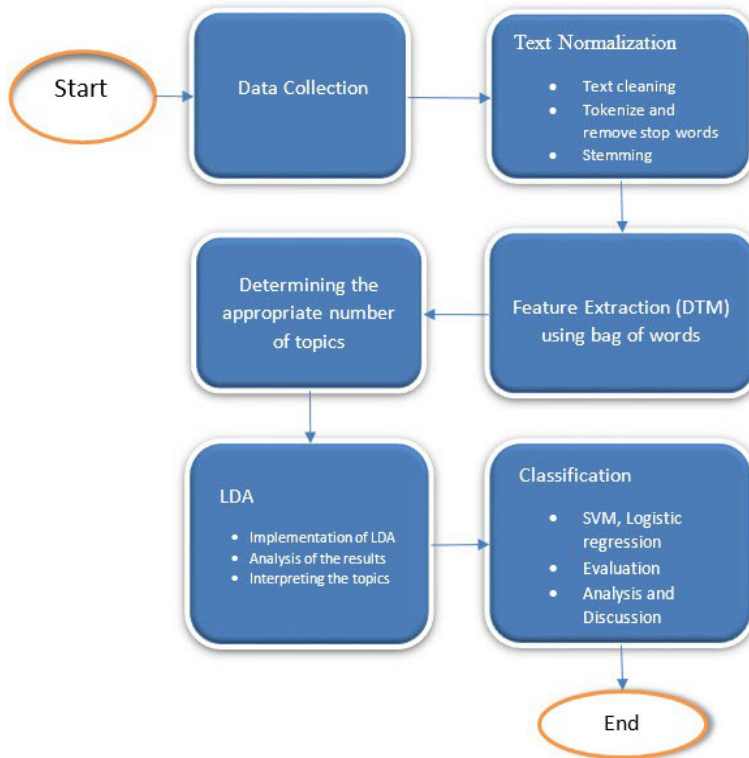 Start
Data Collection
Text Normalization
• Text cleaning
• Tokenize and
remove stop words
• Stemming
Feature Extraction (DTM)
using bag of words
Determining the
appropriate number
of topics
LDA
• Implementation of LDA
• Analysis of the results
• Interpreting the topics
Classification
• SVM, Logistic
regression
• Evaluation
• Analysis and
Discussion
End